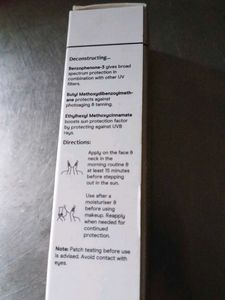 Deconstructing...
Benzophenone-3 gives broad
spectrum protection in
combination with other UV
filters.
Butyl Methoxydibenzoylmeth-
ane protects against
photoaging & tanning.
Ethylhexyl Methoxycinnamate
boosts sun protection factor
by protecting against UVB
rays.
Directions:
Apply on the face &
neck in the
morning routine &
at least 15 minutes
before stepping
out in the sun.
Use after a
moisturiser &
before using
makeup. Reapply
when needed for
continued
protection.
Note: Patch testing before use
is advised. Avoid contact with
eyes.